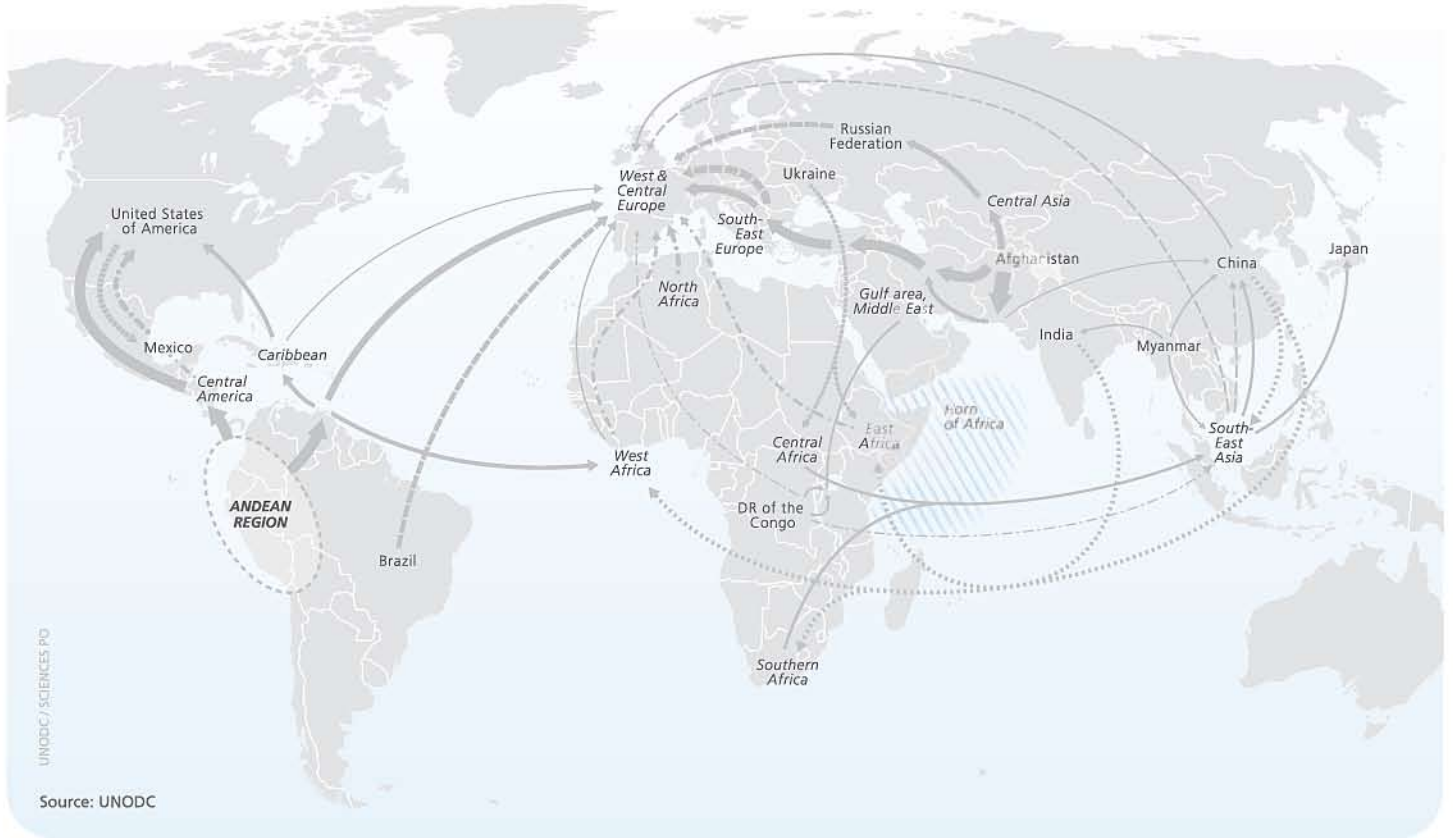 Russian
Federation
Ukraine
West &
Central
Europe
Central Asia
United States
of America
South-
East
Europe
Japan
Afghanistan
China
North
Africa
Gulf area,
Middle East
India
Mexico
Myanmar
Caribbean
Central
America
Horn
of Africa
East
Africa
South-
East
Asia
Central
Africa
West
Africa
ANDEAN
REGION
DR of the
Congo
Brazil
Southern
Africa
UNODC / SCIENCES PO
Source: UNODC